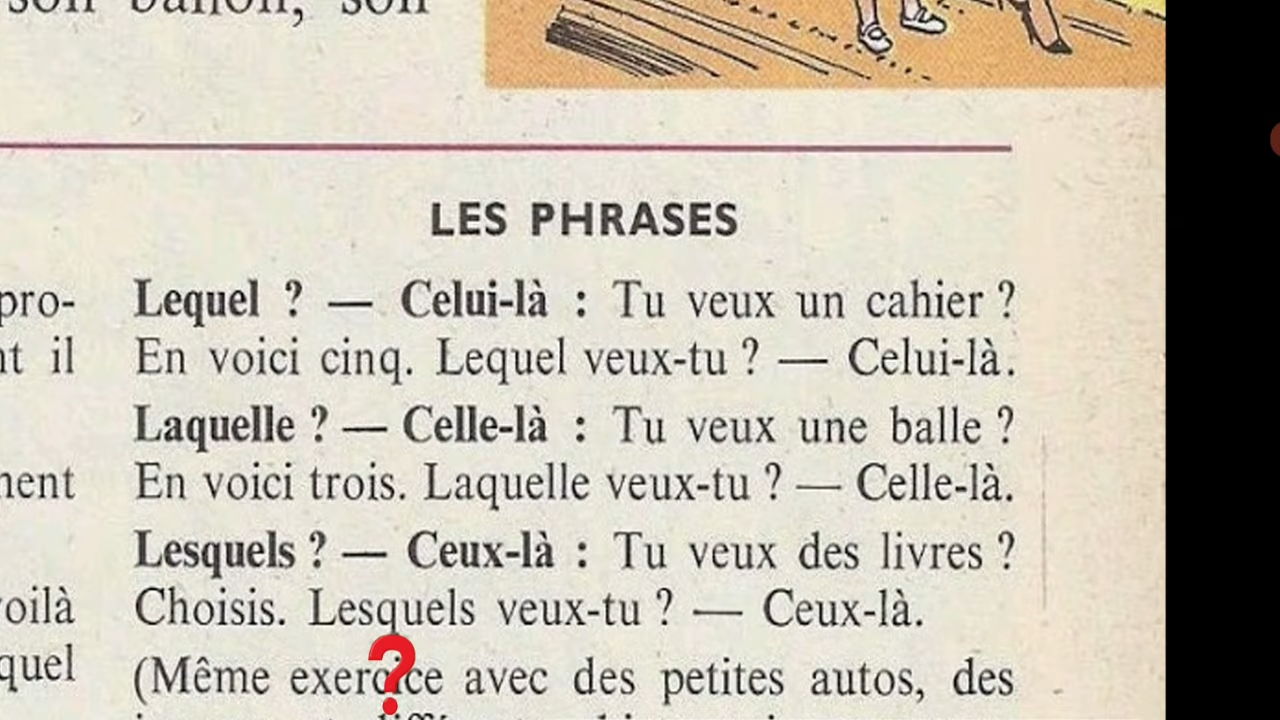 son ballon, son
LES PHRASES
pro-
nt il
ment
voilà
quel
Lequel ? — Celui-là : Tu veux un cahier ?
En voici cinq. Lequel veux-tu ? — Celui-là.
Laquelle ? — Celle-là : Tu veux une balle ?
En voici trois. Laquelle veux-tu ? — Celle-là.
Lesquels ? — Ceux-là : Tu veux des livres ?
Choisis. Lesquels veux-tu ? — Ceux-là.
(Même exercice avec des petites autos, des